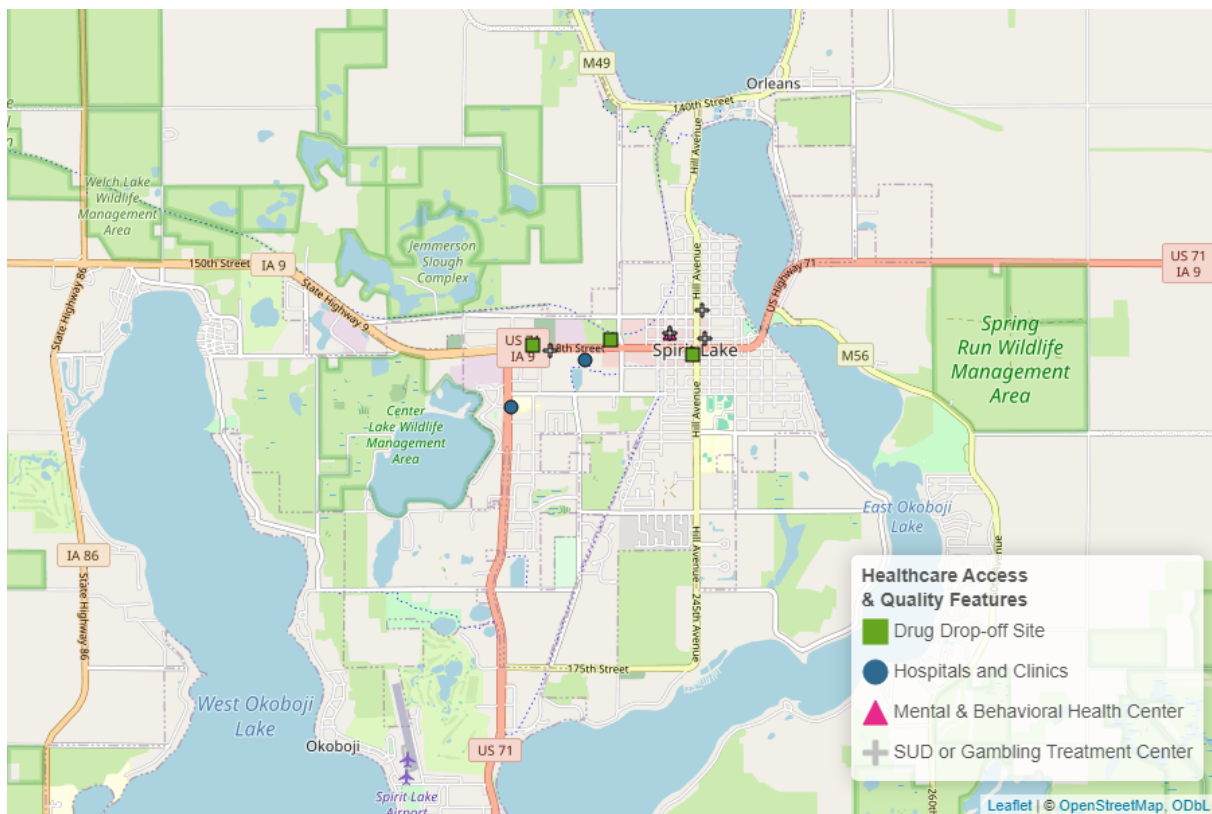 M49
Orleans
140th Street
Hill Avenue
Welch Lake
Wildlife
Management
Area
Jemmerson
Slough
Complex
150th Street
IA 9
State Highway 86
State Highway 9
Hill Avenue
US Highway 71
US 71
IA 9
US
IA 9
8th Street
Spirit Lake
M56
Spring
Run Wildlife
Management
Area
Center
Lake Wildlife
Management
Area
Hill Avenue
East Okoboji
Lake
IA 86
State Highway 86
Hill Avenue - 245th Avenue
175th Street
West Okoboji
Lake
Okoboji
US 71
Spirit Lake
Airport
260th
Healthcare Access
& Quality Features
Drug Drop-off Site
Hospitals and Clinics
Mental & Behavioral Health Center
SUD or Gambling Treatment Center
Leaflet | © OpenStreetMap, ODbL